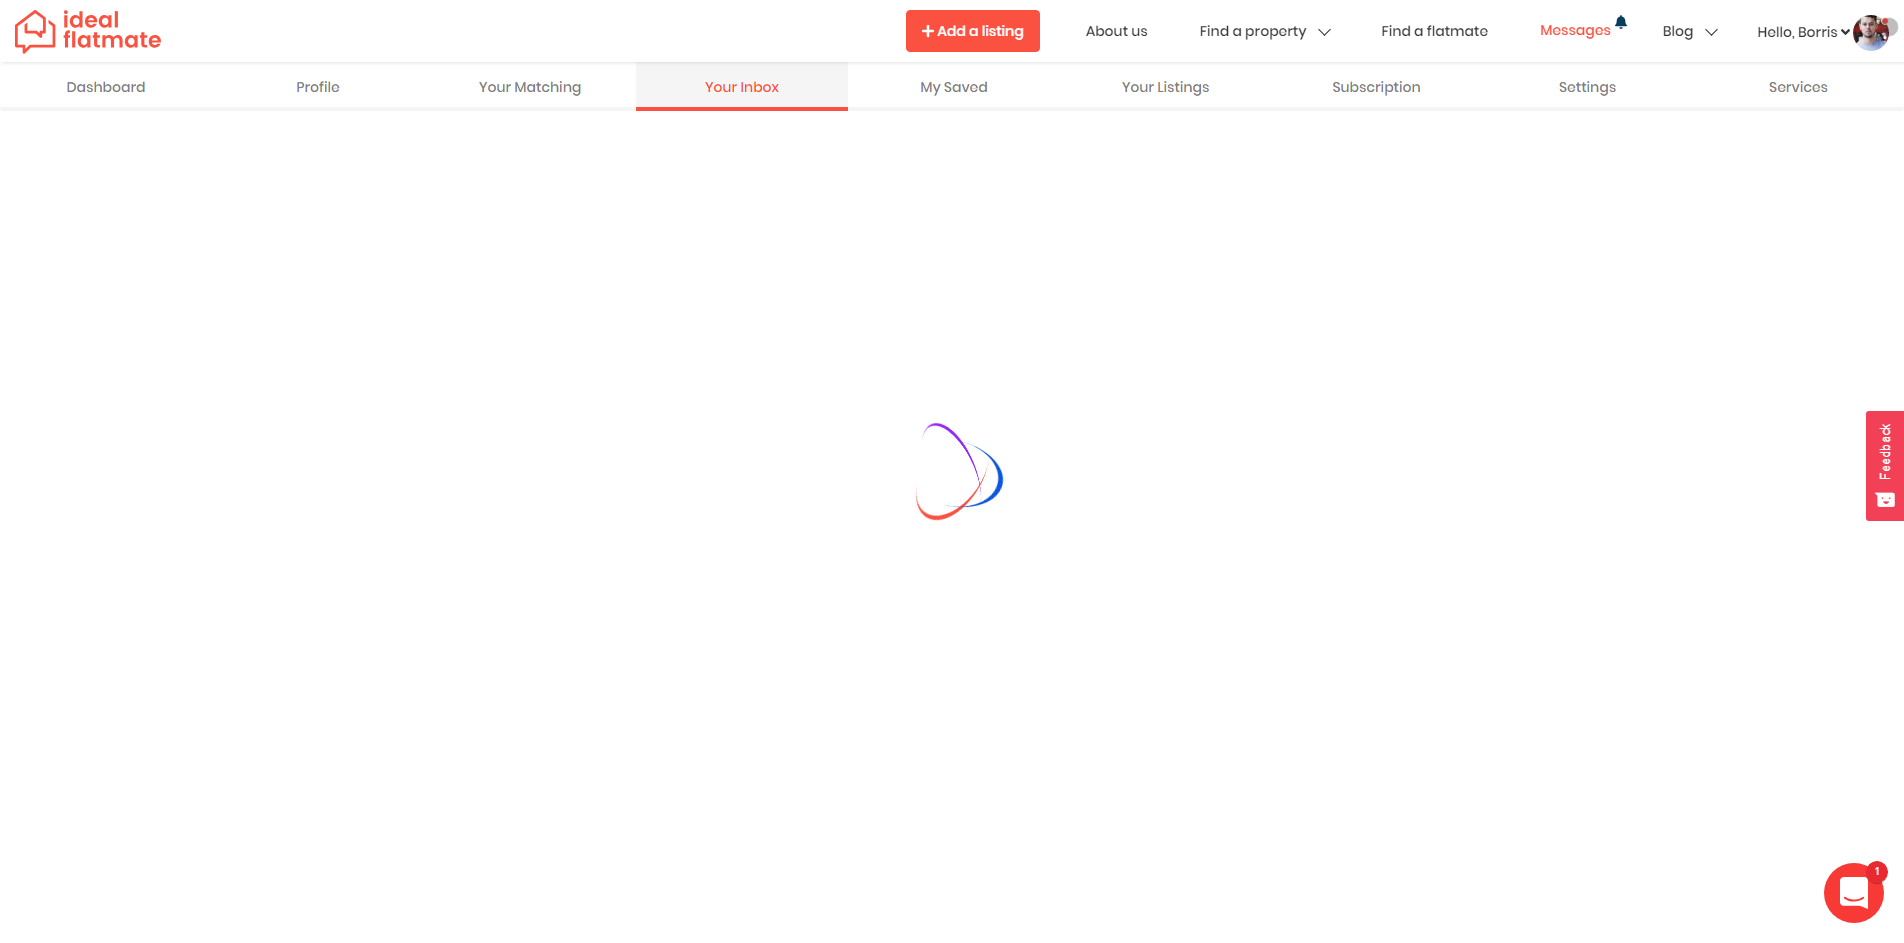 ideal
flatmate
Add a listing
About us
Find a property
Find a flatmate
Messages
Blog
Hello, Borris
Dashboard
Profile
Your Matching
Your Inbox
My Saved
Your Listings
Subscription
Settings
Services
Feedback
1